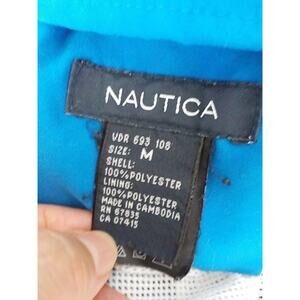 NAUTICA
VDR 693 108
SIZE: M
SHELL:
100% POLYESTER
LINING:
100% POLYESTER
MADE IN CAMBODIA
RN 67835
CA 07415